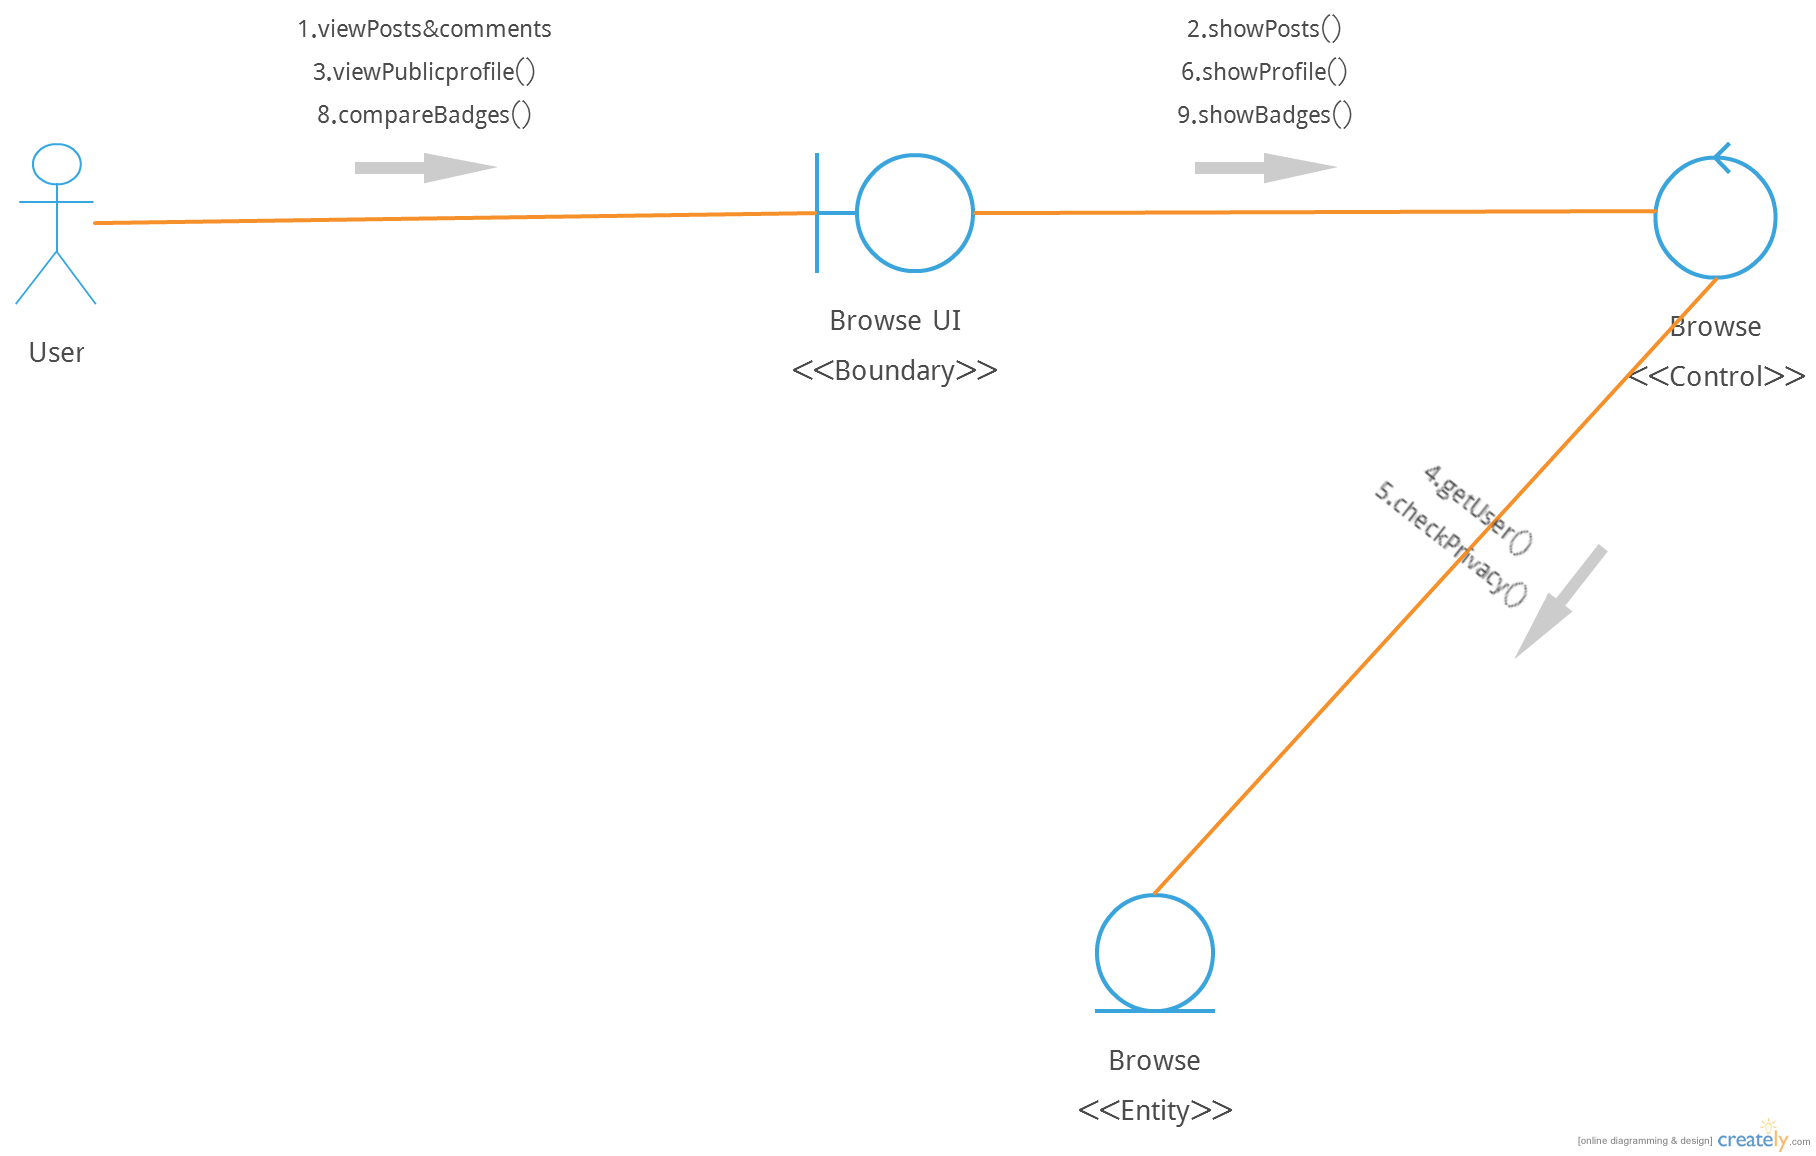 1.viewPosts&comments
3.viewPublicprofile()
8.compareBadges()
2.showPosts()
6.showProfile()
9.showBadges()
User
Browse UI
<<Boundary>>
Browse
<<Control>>
4.getUser()
5.checkPrivacy()
Browse
<<Entity>>
[online diagramming & design] creately.com